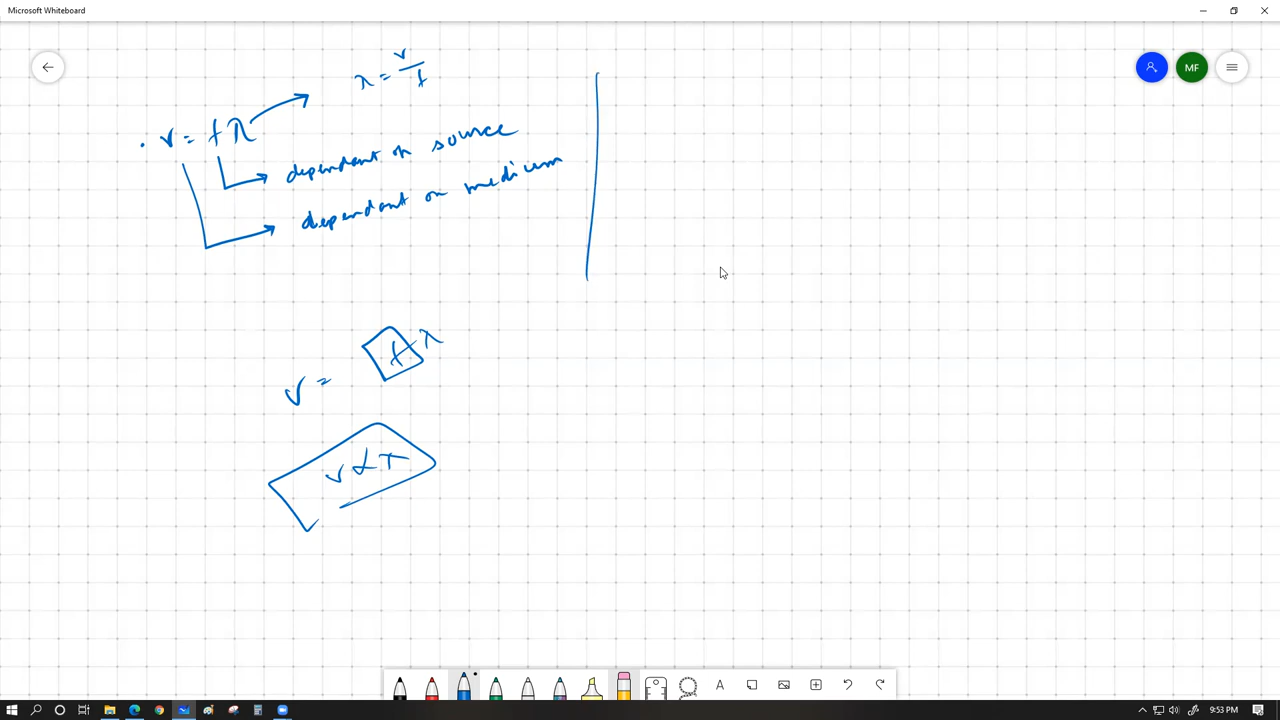 Microsoft Whiteboard
MF
λ = v/f
v = fλ
dependent on source
dependent on medium
v = fλ
v ∝ λ
A
9:53 PM